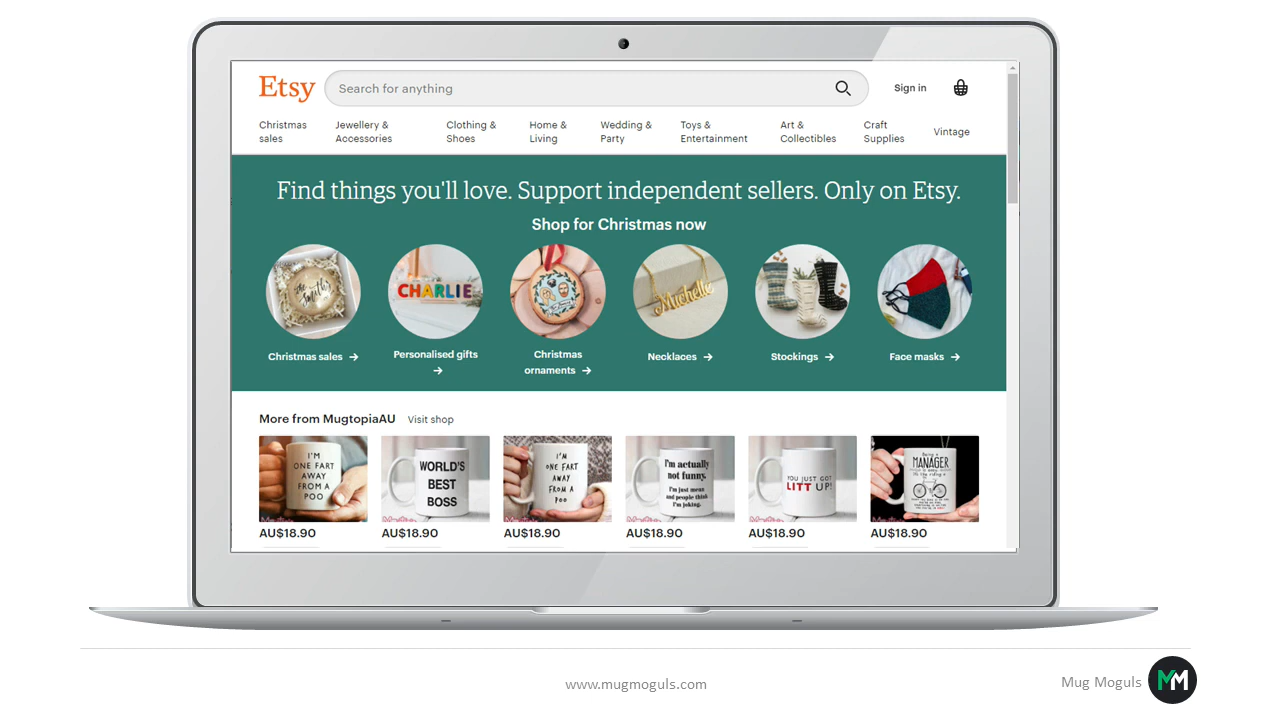 Etsy
Search for anything
Sign in
Christmas sales
Jewellery & Accessories
Clothing & Shoes
Home & Living
Wedding & Party
Toys & Entertainment
Art & Collectibles
Craft Supplies
Vintage
Find things you'll love. Support independent sellers. Only on Etsy.
Shop for Christmas now
CHARLIE
Michelle
Christmas sales →
Personalised gifts →
Christmas ornaments →
Necklaces →
Stockings →
Face masks →
More from MugtopiaAU Visit shop
I'M
ONE FART
AWAY
FROM A
POO
WORLD'S
BEST
BOSS
I'M
ONE FART
AWAY
FROM A
POO
I'm actually
not funny.
I'm just mean
and people think
I'm joking.
YOU JUST GOT
LITT UP!
Being a
MANAGER
AU$18.90
AU$18.90
AU$18.90
AU$18.90
AU$18.90
AU$18.90
www.mugmoguls.com
Mug Moguls
MM